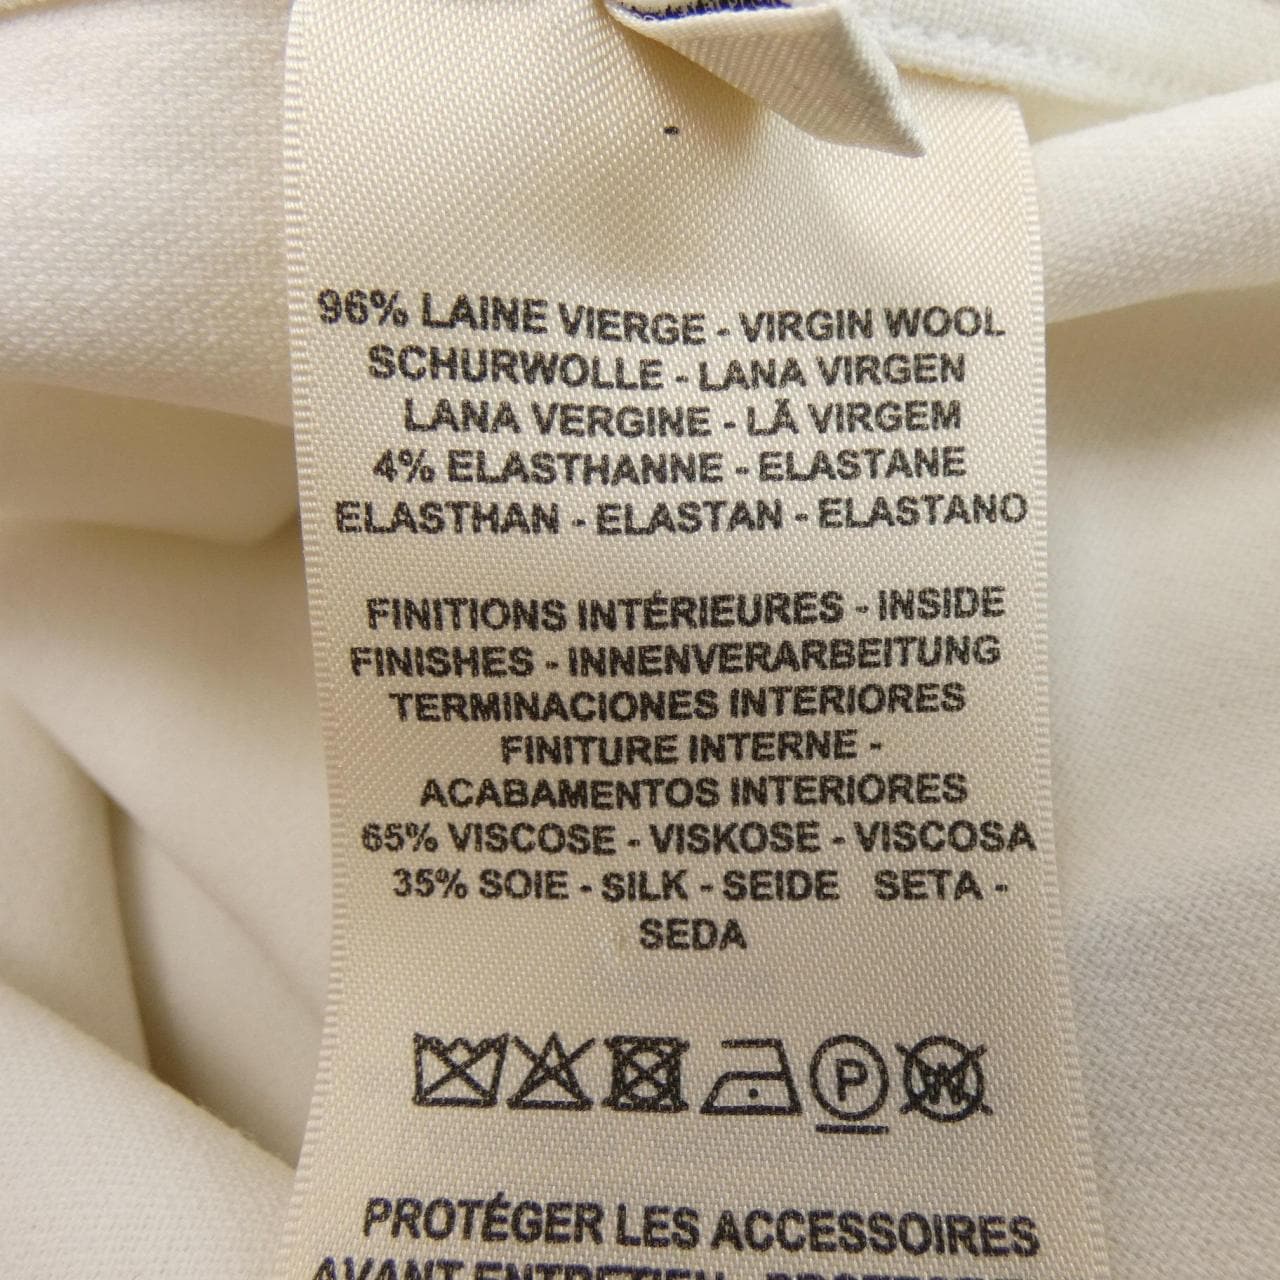 96% LAINE VIERGE - VIRGIN WOOL
SCHURWOLLE - LANA VIRGEN
LANA VERGINE - LÃ VIRGEM
4% ELASTHANNE - ELASTANE
ELASTHAN - ELASTAN - ELASTANO
FINITIONS INTÉRIEURES - INSIDE
FINISHES - INNENVERARBEITUNG
TERMINACIONES INTERIORES
FINITURE INTERNE -
ACABAMENTOS INTERIORES
65% VISCOSE - VISKOSE - VISCOSA
35% SOIE - SILK - SEIDE SETA -
SEDA
P W
PROTÉGER LES ACCESSOIRES
AVANT ENTRETIEN